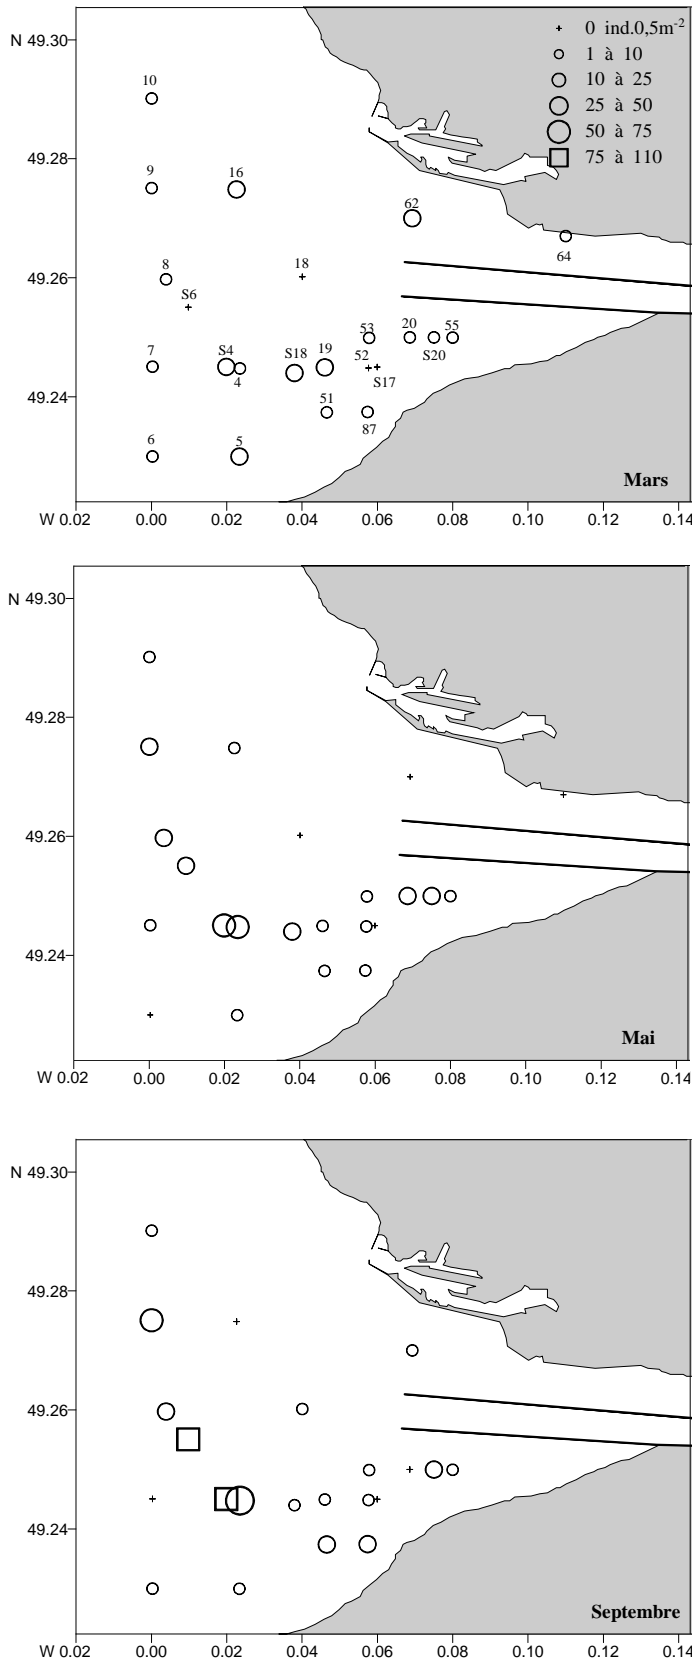 N 49.30
0 ind.0,5m-2
1 à 10
10 à 25
25 à 50
50 à 75
75 à 110
10
49.28
9
16
62
64
8
18
49.26
S6
7
S4
4
S18
19
53
20
55
52
S17
S20
49.24
51
87
6
5
Mars
W 0.02 0.00 0.02 0.04 0.06 0.08 0.10 0.12 0.14
N 49.30
49.28
49.26
49.24
Mai
W 0.02 0.00 0.02 0.04 0.06 0.08 0.10 0.12 0.14
N 49.30
49.28
49.26
49.24
Septembre
W 0.02 0.00 0.02 0.04 0.06 0.08 0.10 0.12 0.14